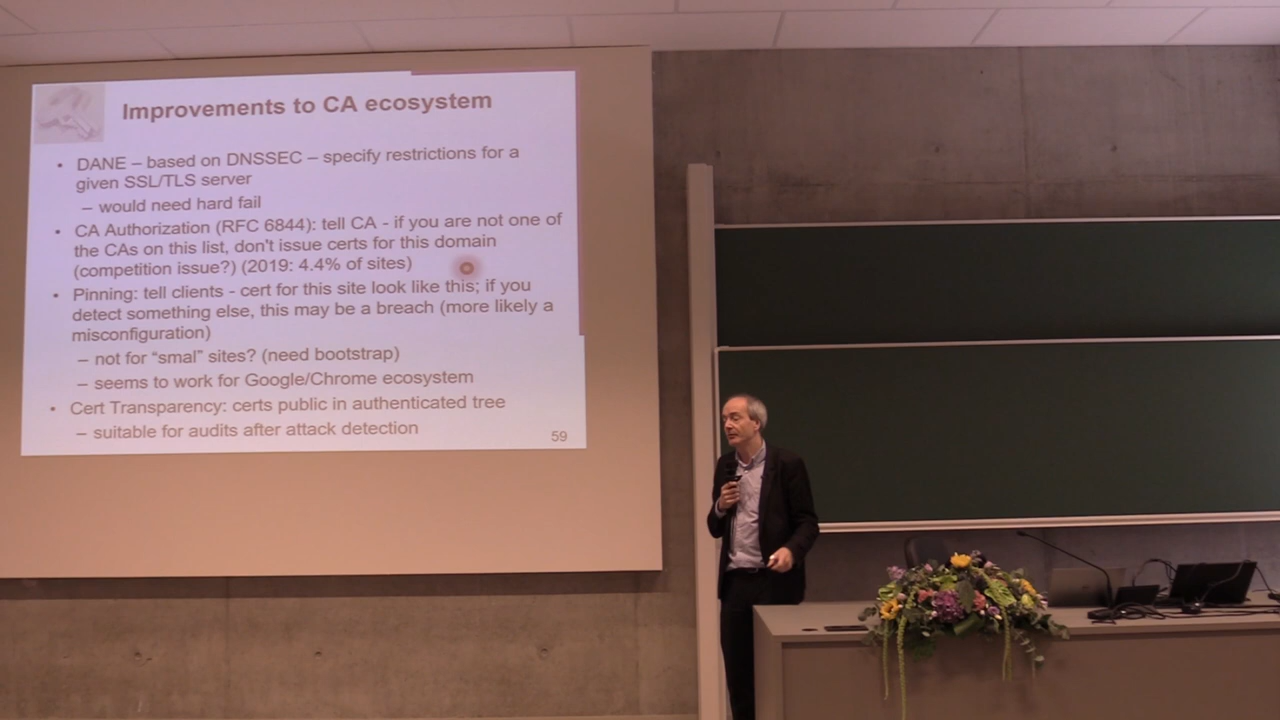 Improvements to CA ecosystem
• DANE – based on DNSSEC – specify restrictions for a
given SSL/TLS server
– would need hard fail
• CA Authorization (RFC 6844): tell CA - if you are not one of
the CAs on this list, don't issue certs for this domain
(competition issue?) (2019: 4.4% of sites)
• Pinning: tell clients - cert for this site look like this; if you
detect something else, this may be a breach (more likely a
misconfiguration)
– not for “smal” sites? (need bootstrap)
– seems to work for Google/Chrome ecosystem
• Cert Transparency: certs public in authenticated tree
– suitable for audits after attack detection
59